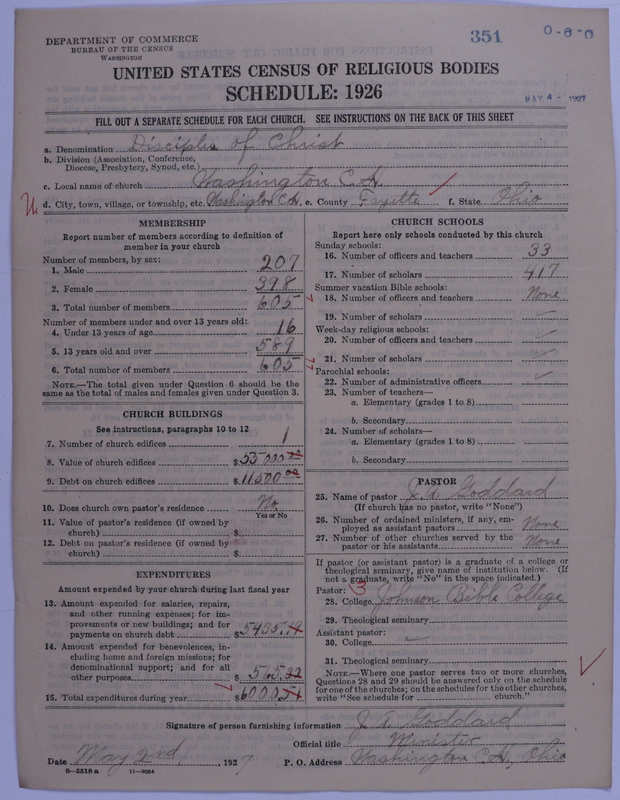 DEPARTMENT OF COMMERCE
BUREAU OF THE CENSUS
WASHINGTON
351
0-8-0
UNITED STATES CENSUS OF RELIGIOUS BODIES
SCHEDULE: 1926
MAY 4 - 1927
FILL OUT A SEPARATE SCHEDULE FOR EACH CHURCH. SEE INSTRUCTIONS ON THE BACK OF THIS SHEET
a. Denomination Disciples of Christ
b. Division (Association, Conference,
Diocese, Presbytery, Synod, etc.)
c. Local name of church Washington C.H.
d. City, town, village, or township, etc. Washington C.H. e. County Fayette f. State Ohio
MEMBERSHIP
Report number of members according to definition of
member in your church
Number of members, by sex:
1. Male 207
2. Female 398
3. Total number of members 605
Number of members under and over 13 years old:
4. Under 13 years of age 16
5. 13 years old and over 589
6. Total number of members 605
NOTE.—The total given under Question 6 should be the
same as the total of males and females given under Question 3.
CHURCH BUILDINGS
See instructions, paragraphs 10 to 12
7. Number of church edifices 1
8. Value of church edifices $55000.00
9. Debt on church edifices $11500.00
10. Does church own pastor's residence No
Yes or No
11. Value of pastor's residence (if owned by
church) $
12. Debt on pastor's residence (if owned by
church) $
EXPENDITURES
Amount expended by your church during last fiscal year
13. Amount expended for salaries, repairs,
and other running expenses; for im-
provements or new buildings; and for
payments on church debt $5435.19
14. Amount expended for benevolences, in-
cluding home and foreign missions; for
denominational support; and for all
other purposes $565.32
15. Total expenditures during year $6000.51
CHURCH SCHOOLS
Report here only schools conducted by this church
Sunday schools:
16. Number of officers and teachers 33
17. Number of scholars 417
Summer vacation Bible schools:
18. Number of officers and teachers None
19. Number of scholars
Week-day religious schools:
20. Number of officers and teachers
21. Number of scholars
Parochial schools:
22. Number of administrative officers
23. Number of teachers—
a. Elementary (grades 1 to 8)
b. Secondary
24. Number of scholars—
a. Elementary (grades 1 to 8)
b. Secondary
PASTOR
25. Name of pastor Goddard
(If church has no pastor, write "None")
26. Number of ordained ministers, if any, em-
ployed as assistant pastors None
27. Number of other churches served by the
pastor or his assistants None
If pastor (or assistant pastor) is a graduate of a college or
theological seminary, give name of institution below. (If
not a graduate, write "No" in the space indicated.)
Pastor: 3
28. College Johnson Bible College
29. Theological seminary
Assistant pastor:
30. College
31. Theological seminary
NOTE.—Where one pastor serves two or more churches,
Questions 28 and 29 should be answered only on the schedule
for one of the churches; on the schedules for the other churches,
write "See schedule for church."
Signature of person furnishing information Goddard
Official title Minister
Date May 2nd, 1927 P. O. Address Washington C.H., Ohio
8-5518 a 11-9064